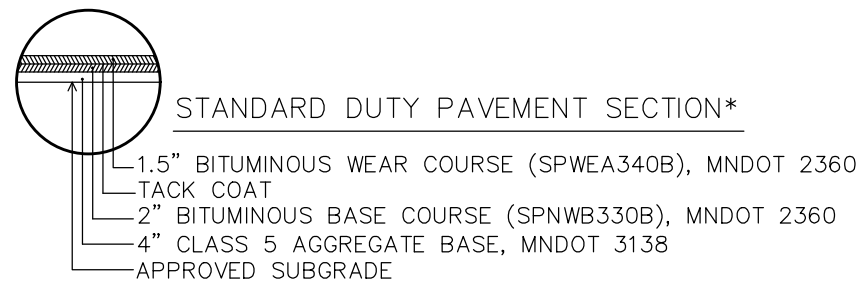 STANDARD DUTY PAVEMENT SECTION*
1.5” BITUMINOUS WEAR COURSE (SPWEA340B), MNDOT 2360
TACK COAT
2” BITUMINOUS BASE COURSE (SPNWB330B), MNDOT 2360
4” CLASS 5 AGGREGATE BASE, MNDOT 3138
APPROVED SUBGRADE